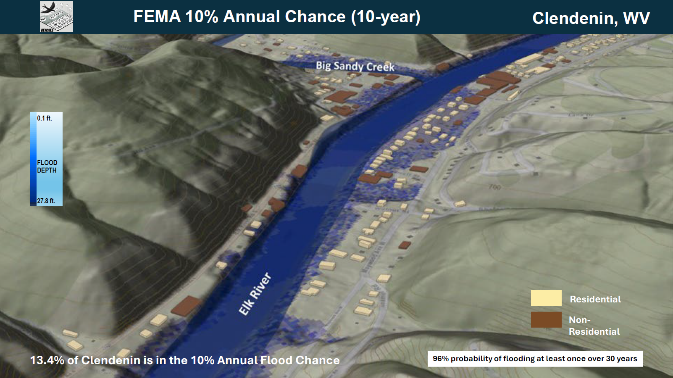 FEMA 10% Annual Chance (10-year)
Clendenin, WV
Big Sandy Creek
0.1 ft.
FLOOD
DEPTH
27.8 ft.
Elk River
Residential
Non-
Residential
13.4% of Clendenin is in the 10% Annual Flood Chance
96% probability of flooding at least once over 30 years